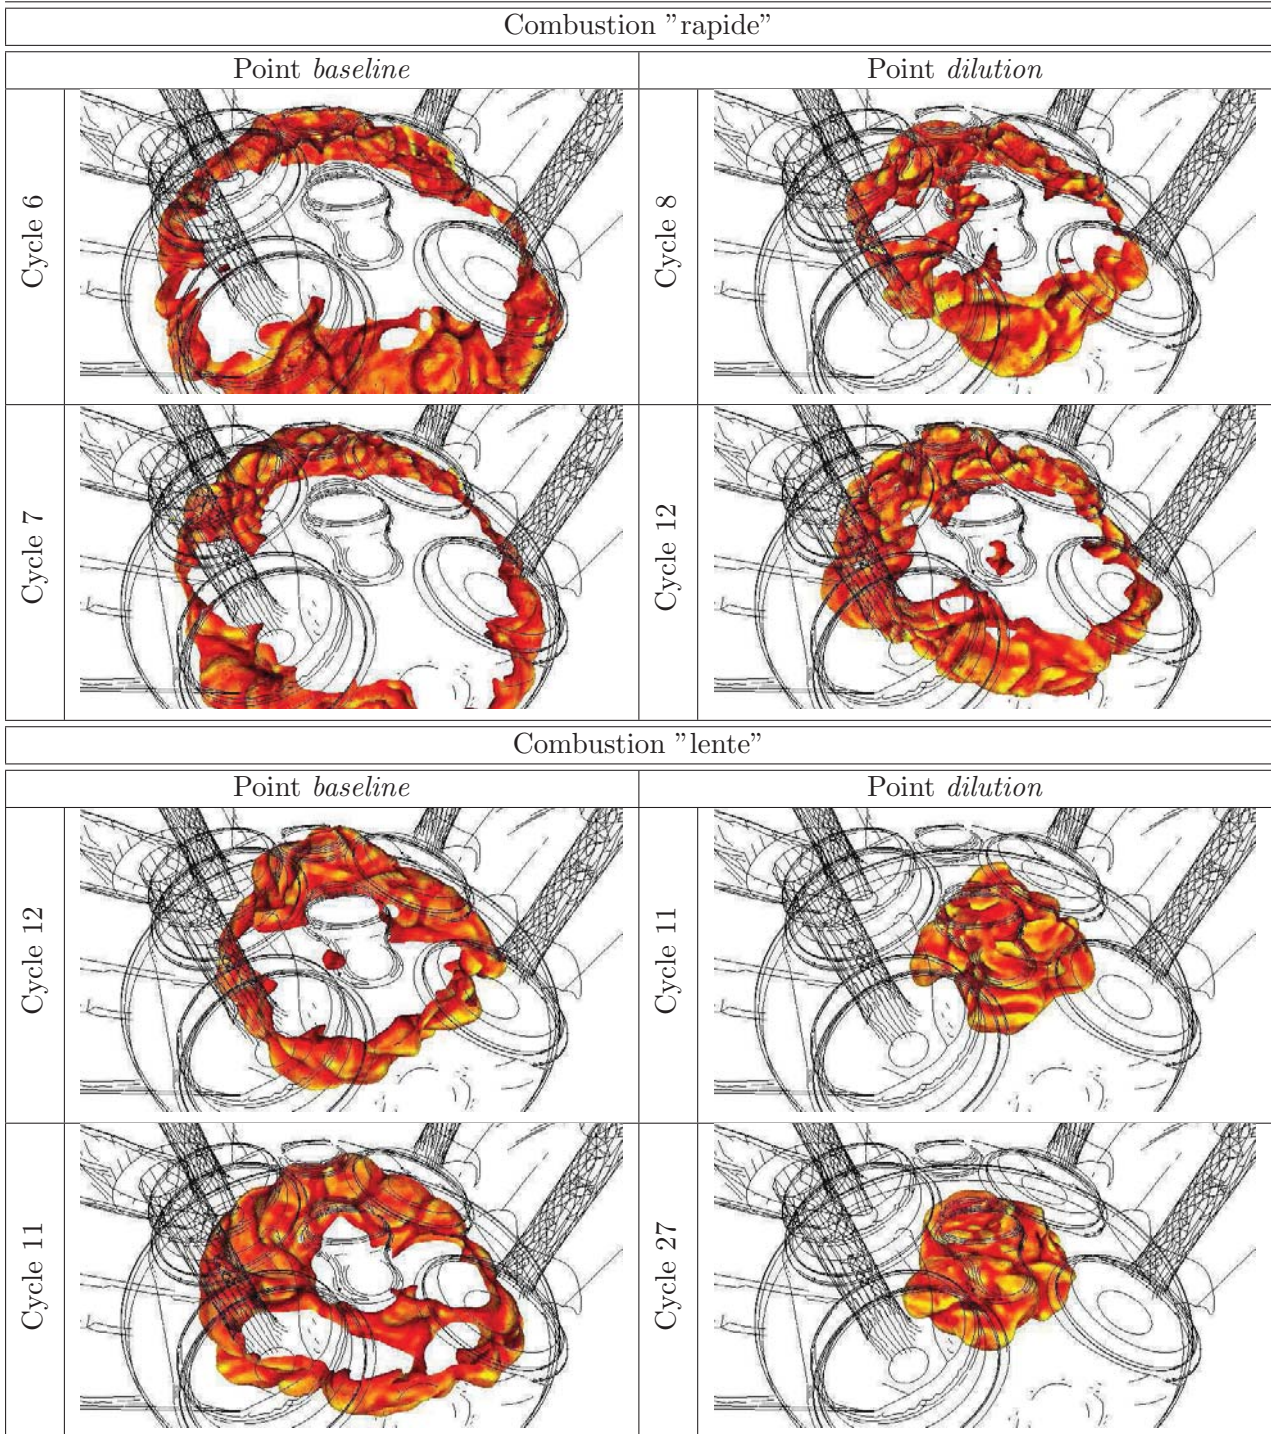 Combustion ”rapide”
Point baseline
Point dilution
Cycle 6
Cycle 8
Cycle 7
Cycle 12
Combustion ”lente”
Point baseline
Point dilution
Cycle 12
Cycle 11
Cycle 11
Cycle 27